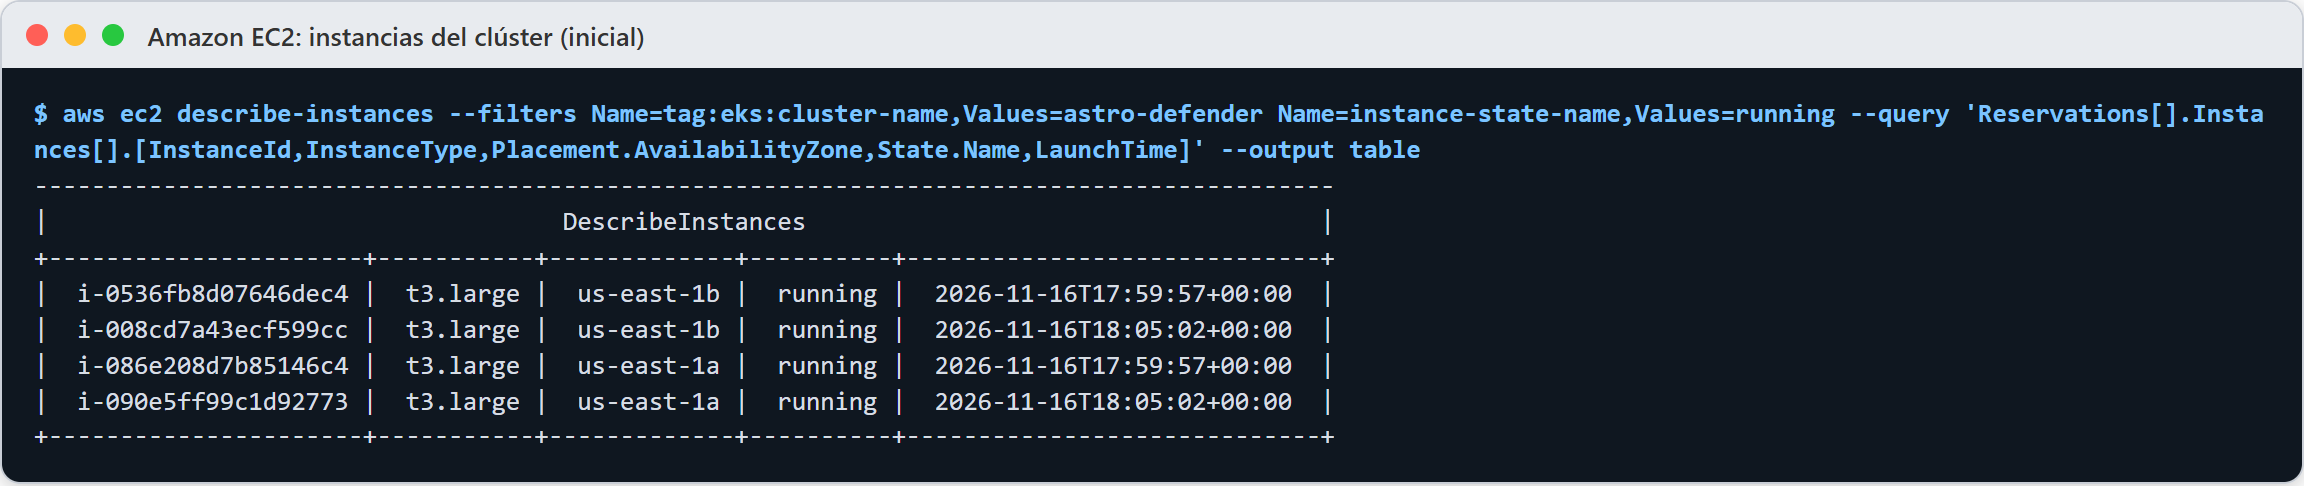 Amazon EC2: instancias del clúster (inicial)
$ aws ec2 describe-instances --filters Name=tag:eks:cluster-name,Values=astro-defender Name=instance-state-name,Values=running --query 'Reservations[].Insta
nces[].[InstanceId,InstanceType,Placement.AvailabilityZone,State.Name,LaunchTime]' --output table
-------------------------------------------------------------------------------------------
|                                    DescribeInstances                                    |
+----------------------+-----------+-------------+----------+-----------------------------+
|  i-0536fb8d07646dec4 |  t3.large |  us-east-1b |  running |  2026-11-16T17:59:57+00:00  |
|  i-008cd7a43ecf599cc |  t3.large |  us-east-1b |  running |  2026-11-16T18:05:02+00:00  |
|  i-086e208d7b85146c4 |  t3.large |  us-east-1a |  running |  2026-11-16T17:59:57+00:00  |
|  i-090e5ff99c1d92773 |  t3.large |  us-east-1a |  running |  2026-11-16T18:05:02+00:00  |
+----------------------+-----------+-------------+----------+-----------------------------+